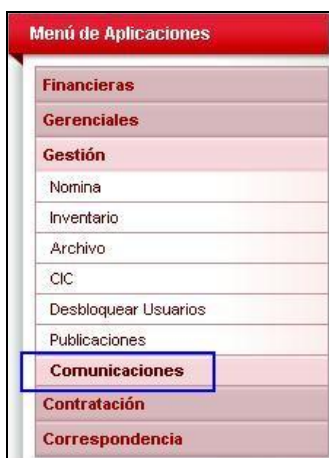 Menú de Aplicaciones
Financieras
Gerenciales
Gestión
Nomina
Inventario
Archivo
CIC
Desbloquear Usuarios
Publicaciones
Comunicaciones
Contratación
Correspondencia